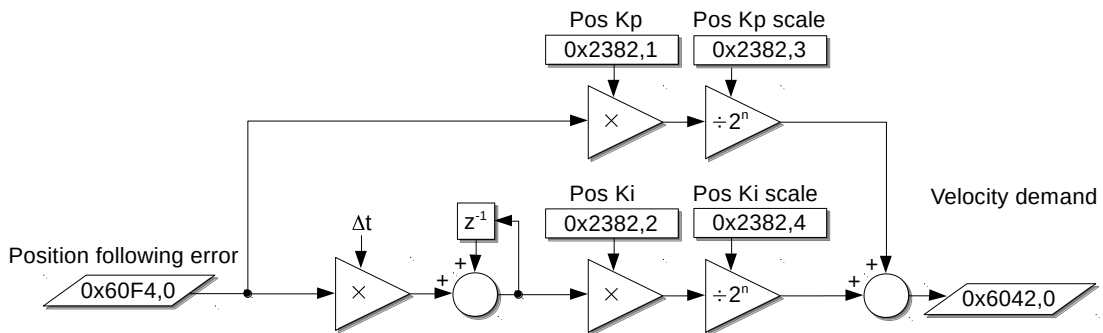 Pos Kp
Pos Kp scale
0x2382,1
0x2382,3
×
÷2ⁿ
Pos Ki
Pos Ki scale
Velocity demand
0x2382,2
0x2382,4
Δt
z⁻¹
Position following error
+
+
0x60F4,0
×
+
×
÷2ⁿ
+
0x6042,0